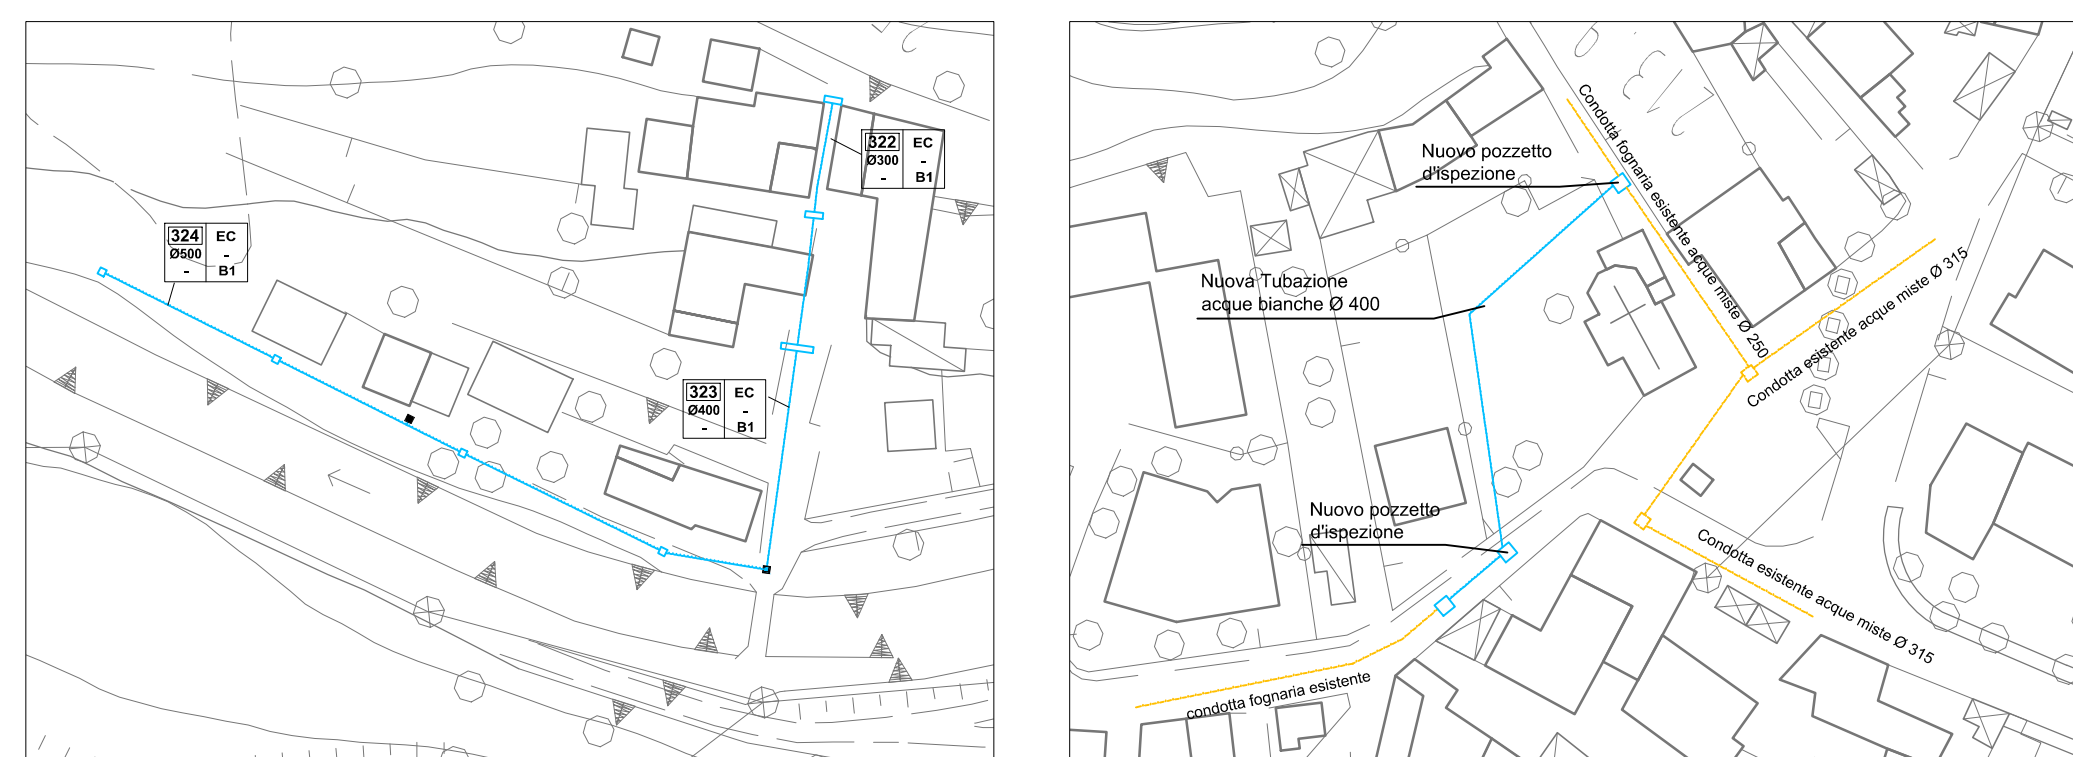 322 EC
Ø300 -
- B1
324 EC
Ø500 -
- B1
323 EC
Ø400 -
- B1
Condotta fognaria esistente acque miste Ø 250
Nuovo pozzetto
d'ispezione
Nuova Tubazione
acque bianche Ø 400
Condotta esistente acque miste Ø 315
Nuovo pozzetto
d'ispezione
Condotta esistente acque miste Ø 315
condotta fognaria esistente